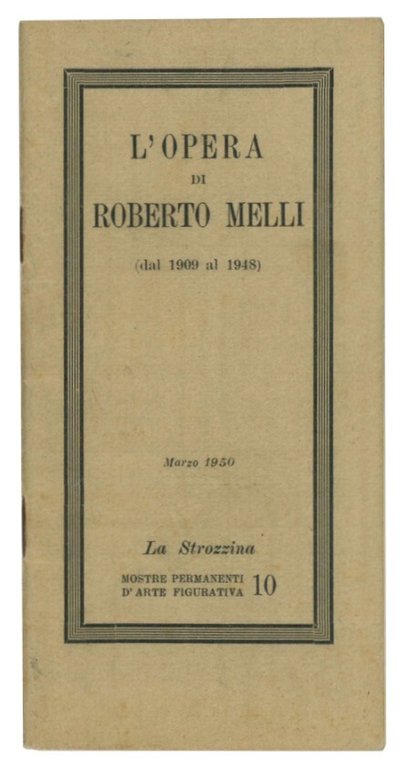 L'OPERA
DI
ROBERTO MELLI
(dal 1909 al 1948)
Marzo 1950
La Strozzina
MOSTRE PERMANENTI
D'ARTE FIGURATIVA 10